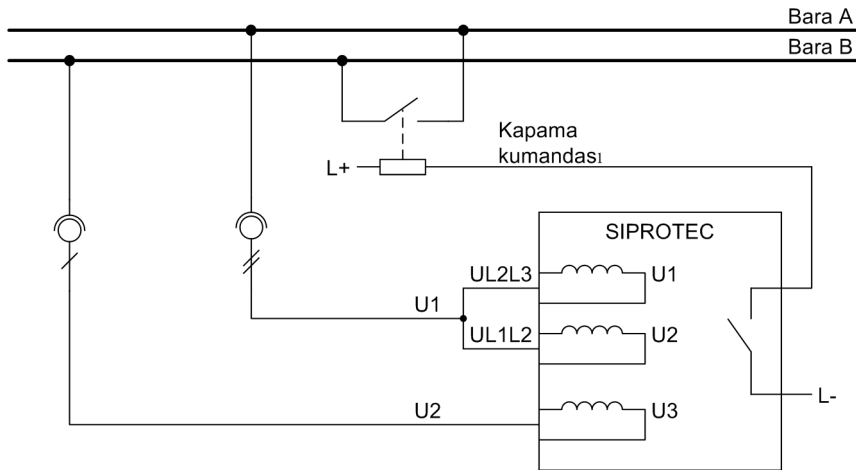 Bara A
Bara B
Kapama
kumandası
L+
SIPROTEC
UL2L3
U1
U1
UL1L2
U2
L-
U2
U3